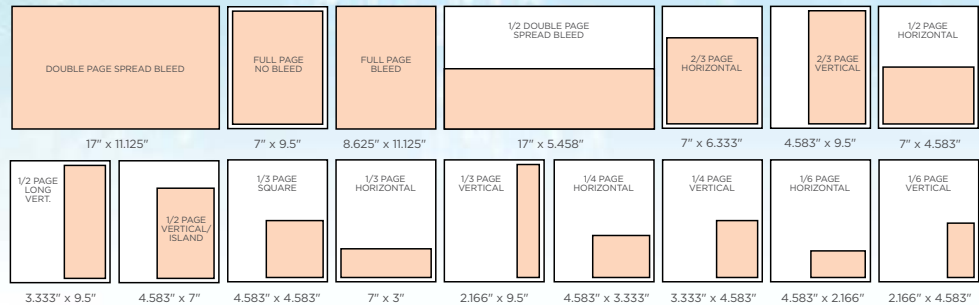 DOUBLE PAGE SPREAD BLEED
17" x 11.125"
FULL PAGE
NO BLEED
7" x 9.5"
FULL PAGE
BLEED
8.625" x 11.125"
1/2 DOUBLE PAGE
SPREAD BLEED
17" x 5.458"
2/3 PAGE
HORIZONTAL
7" x 6.333"
2/3 PAGE
VERTICAL
4.583" x 9.5"
1/2 PAGE
HORIZONTAL
7" x 4.583"
1/2 PAGE
LONG
VERT.
3.333" x 9.5"
1/2 PAGE
VERTICAL/
ISLAND
4.583" x 7"
1/3 PAGE
SQUARE
4.583" x 4.583"
1/3 PAGE
HORIZONTAL
7" x 3"
1/3 PAGE
VERTICAL
2.166" x 9.5"
1/4 PAGE
HORIZONTAL
4.583" x 3.333"
1/4 PAGE
VERTICAL
3.333" x 4.583"
1/6 PAGE
HORIZONTAL
4.583" x 2.166"
1/6 PAGE
VERTICAL
2.166" x 4.583"